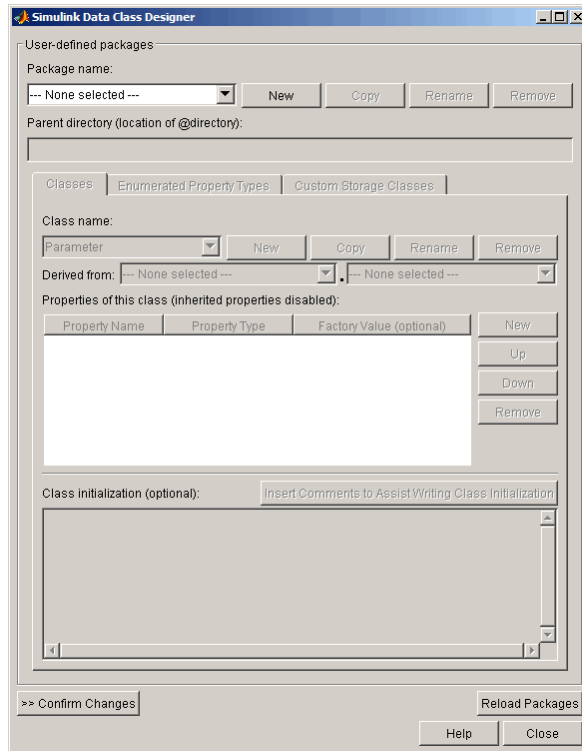 Simulink Data Class Designer
User-defined packages
Package name:
--- None selected --- New Copy Rename Remove
Parent directory (location of @directory):
Classes Enumerated Property Types Custom Storage Classes
Class name:
Parameter New Copy Rename Remove
Derived from: --- None selected --- . --- None selected ---
Properties of this class (inherited properties disabled):
Property Name Property Type Factory Value (optional) New
Up
Down
Remove
Class initialization (optional): Insert Comments to Assist Writing Class Initialization
>> Confirm Changes Reload Packages
Help Close